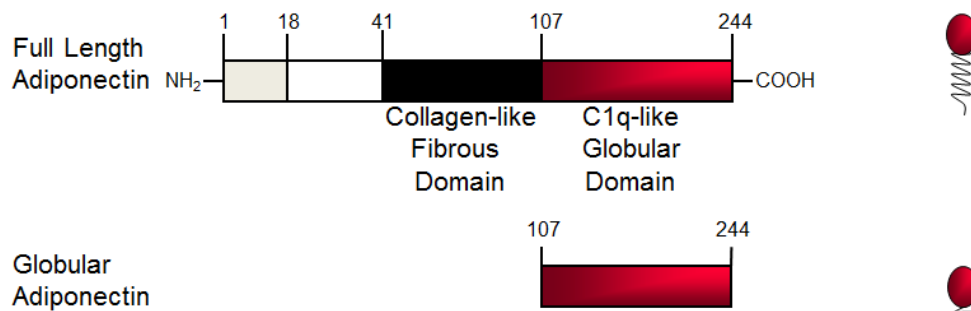 1 18 41 107 244
Full Length
Adiponectin NH₂ COOH
Collagen-like C1q-like
Fibrous Globular
Domain Domain
107 244
Globular
Adiponectin